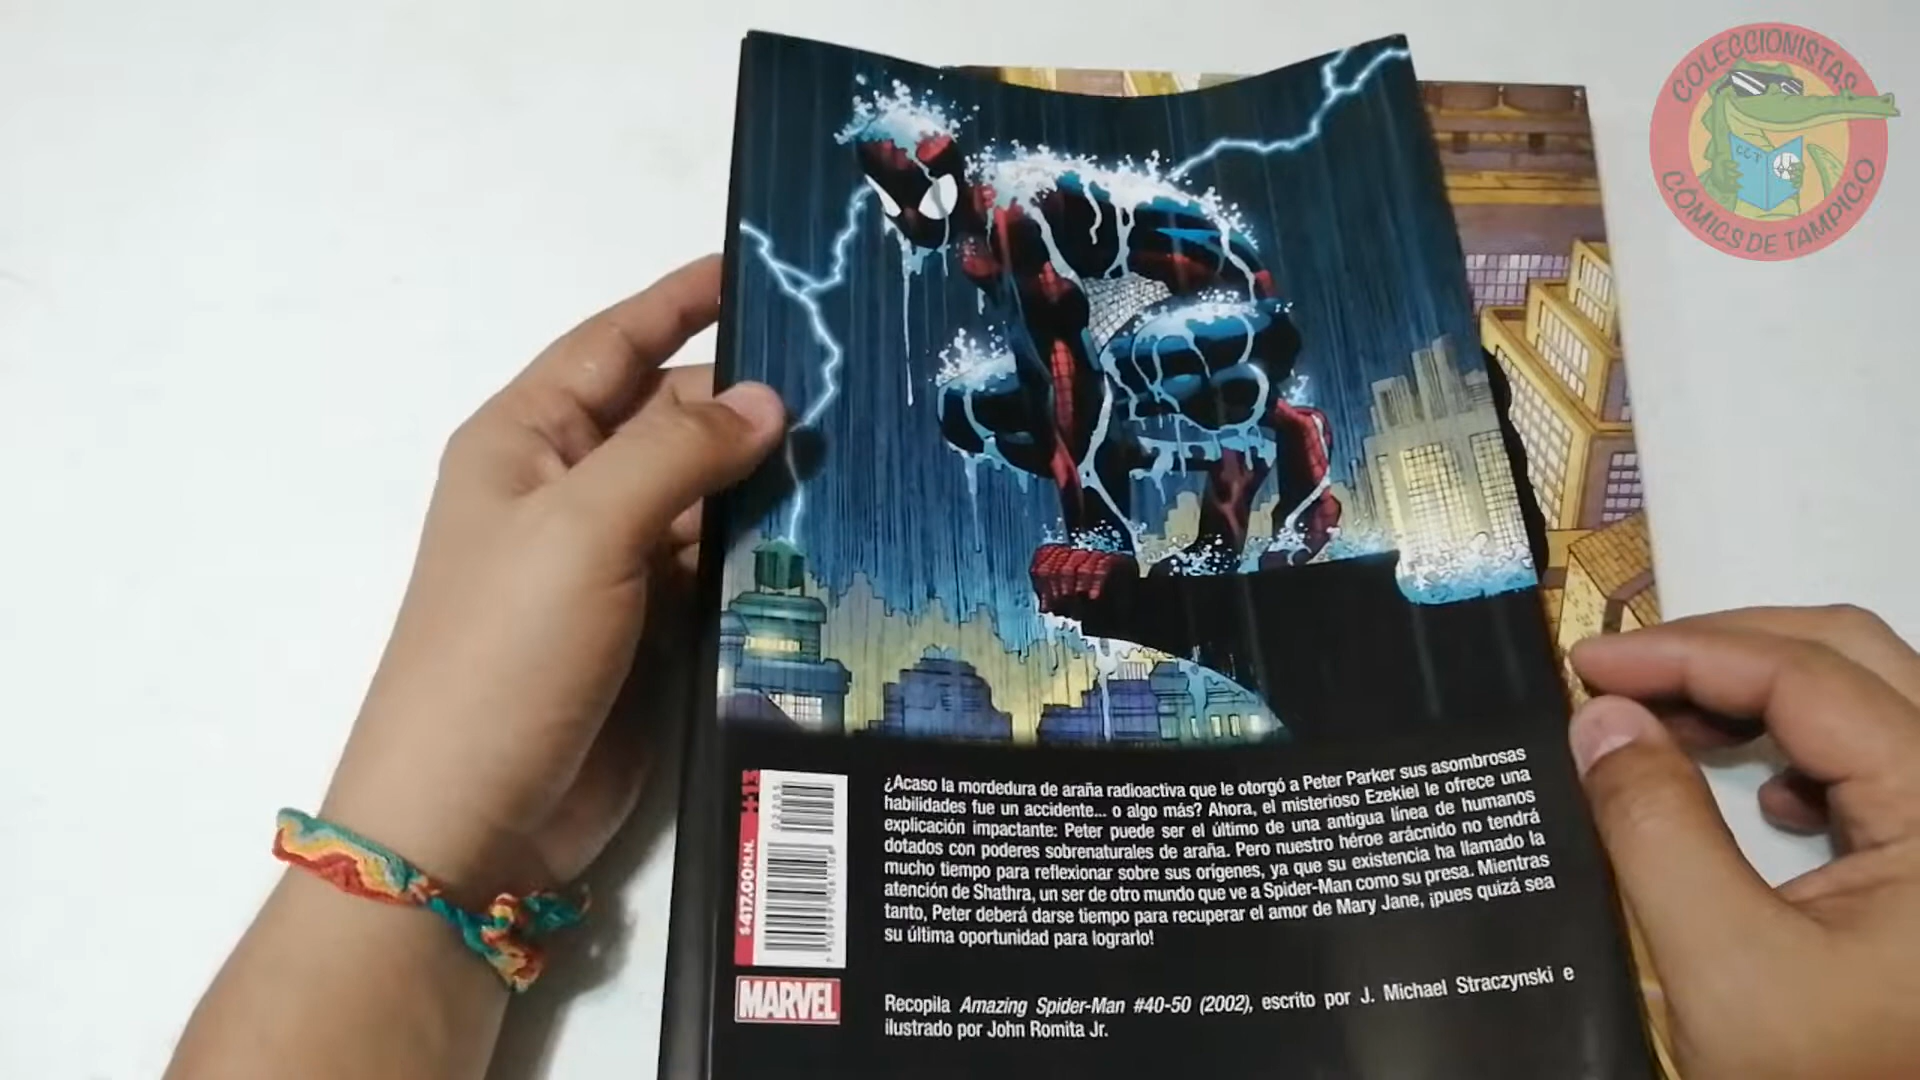 COLECCIONISTAS
CÓMICS DE TAMPICO
CCT
¿Acaso la mordedura de araña radioactiva que le otorgó a Peter Parker sus asombrosas
habilidades fue un accidente... o algo más? Ahora, el misterioso Ezekiel le ofrece una
explicación impactante: Peter puede ser el último de una antigua línea de humanos
dotados con poderes sobrenaturales de araña. Pero nuestro héroe arácnido no tendrá
mucho tiempo para reflexionar sobre sus orígenes, ya que su existencia ha llamado la
atención de Shathra, un ser de otro mundo que ve a Spider-Man como su presa. Mientras
tanto, Peter deberá darse tiempo para recuperar el amor de Mary Jane, ¡pues quizá sea
su última oportunidad para lograrlo!
Recopila Amazing Spider-Man #40-50 (2002), escrito por J. Michael Straczynski e
ilustrado por John Romita Jr.
$417.00 M.N.
+13
02205
MARVEL